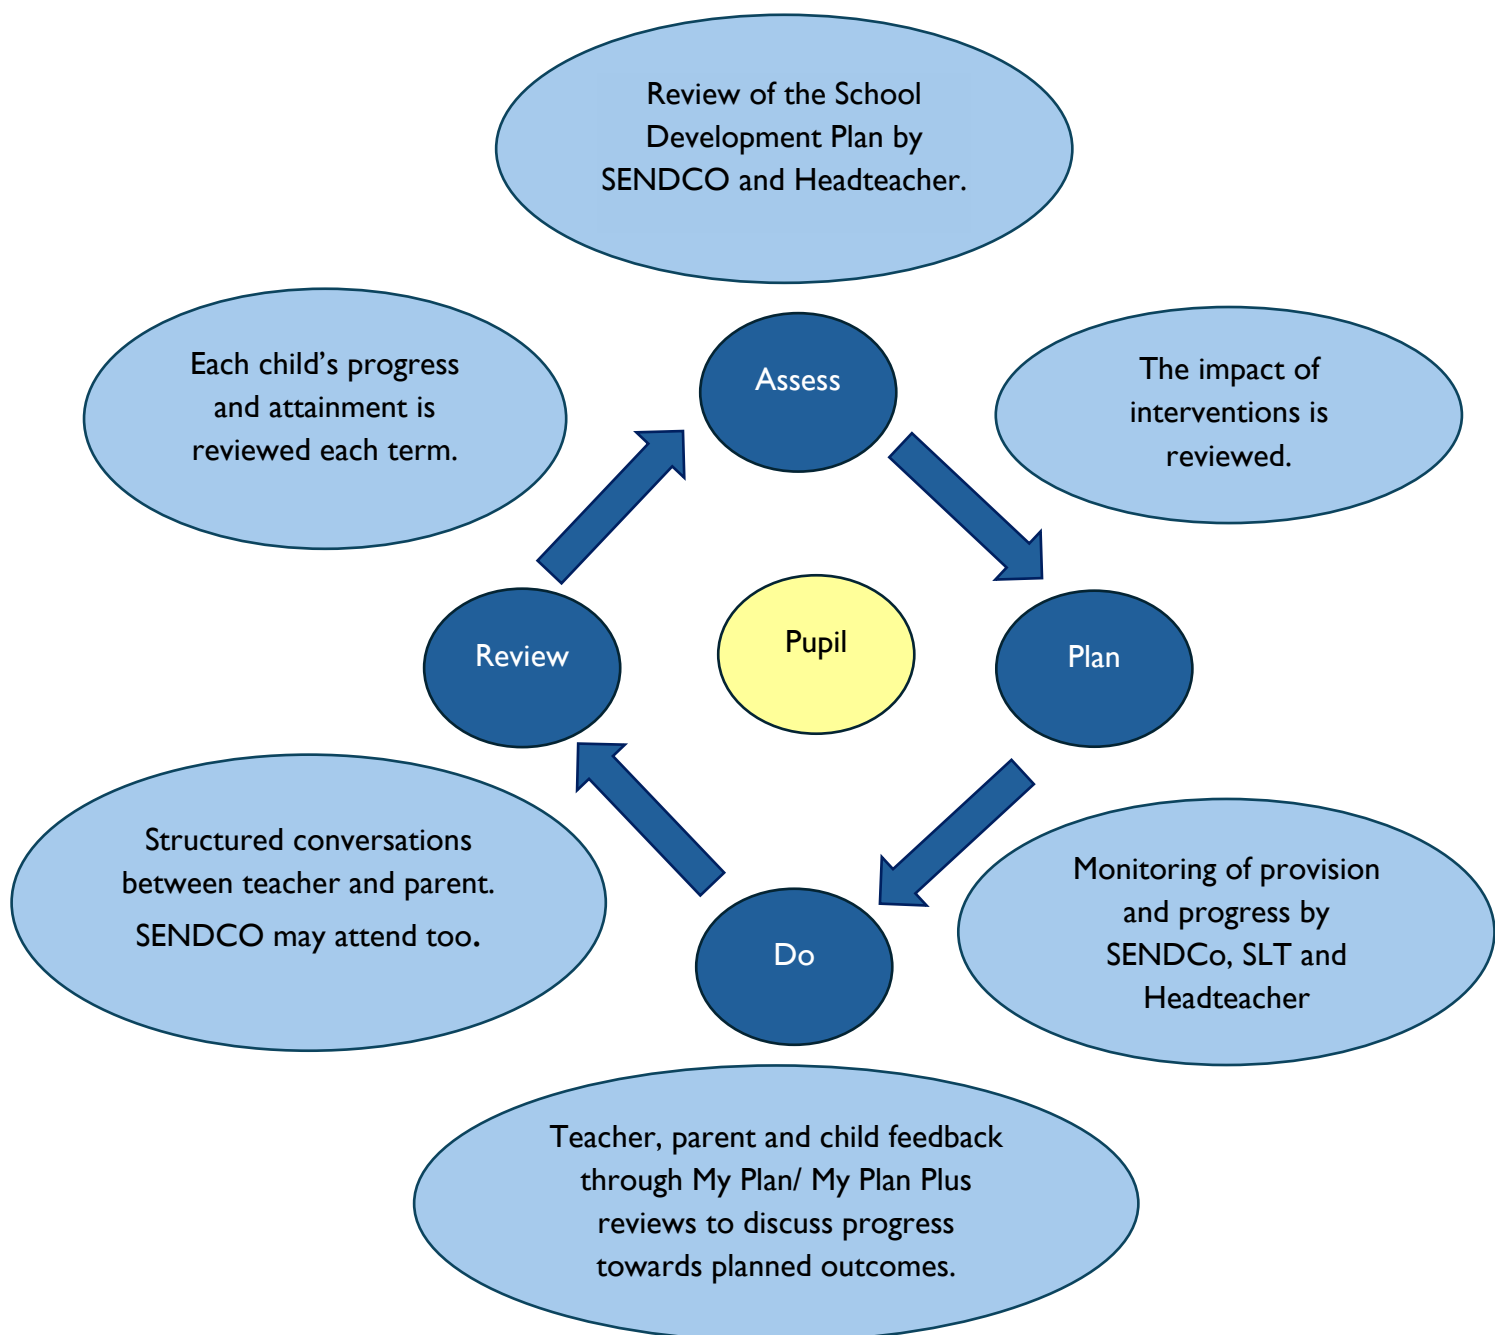 Review of the School
Development Plan by
SENDCO and Headteacher.
Each child’s progress
and attainment is
reviewed each term.
Assess
The impact of
interventions is
reviewed.
Review
Pupil
Plan
Structured conversations
between teacher and parent.
SENDCO may attend too.
Do
Monitoring of provision
and progress by
SENDCo, SLT and
Headteacher
Teacher, parent and child feedback
through My Plan/ My Plan Plus
reviews to discuss progress
towards planned outcomes.